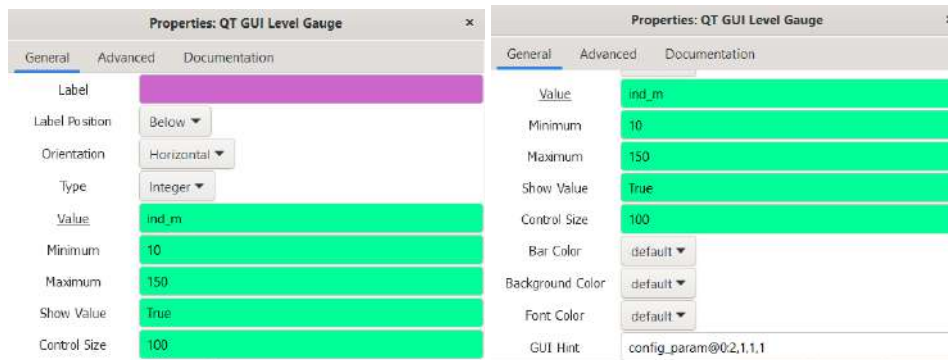 Properties: QT GUI Level Gauge ×
General Advanced Documentation
Label
Label Position Below
Orientation Horizontal
Type Integer
Value ind_m
Minimum 10
Maximum 150
Show Value True
Control Size 100
Properties: QT GUI Level Gauge
General Advanced Documentation
Value ind_m
Minimum 10
Maximum 150
Show Value True
Control Size 100
Bar Color default
Background Color default
Font Color default
GUI Hint config_param@0:2,1,1,1